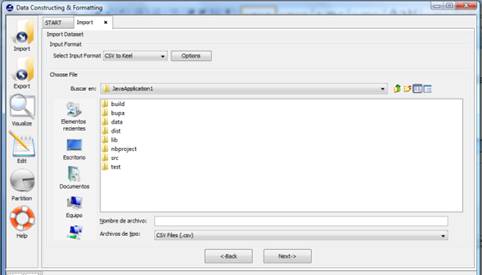 Data Constructing & Formatting
START
Import
Import Dataset
Input Format
Select Input Format
CSV to Keel
Options
Choose File
Buscar en:
JavaApplication1
Import
Export
Visualize
Edit
Partition
Help
Elementos
recientes
Escritorio
Documentos
Equipo
build
bupa
data
dist
lib
nbproject
src
test
Nombre de archivo:
Archivos de tipo:
CSV Files (.csv)
<-Back
Next->